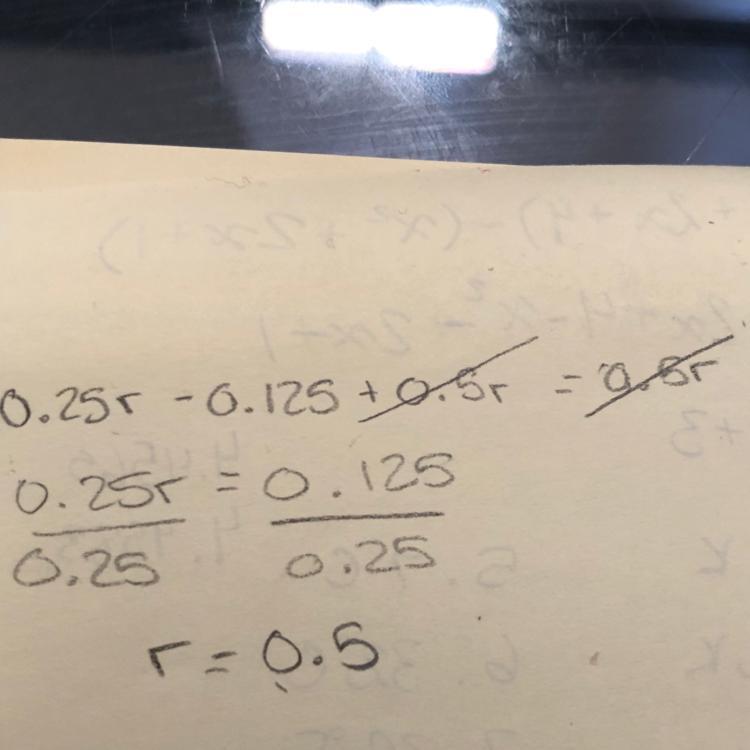 0.25r - 0.125 + 0.5r = 0.5r
0.25r = 0.125
0.25 0.25
r = 0.5